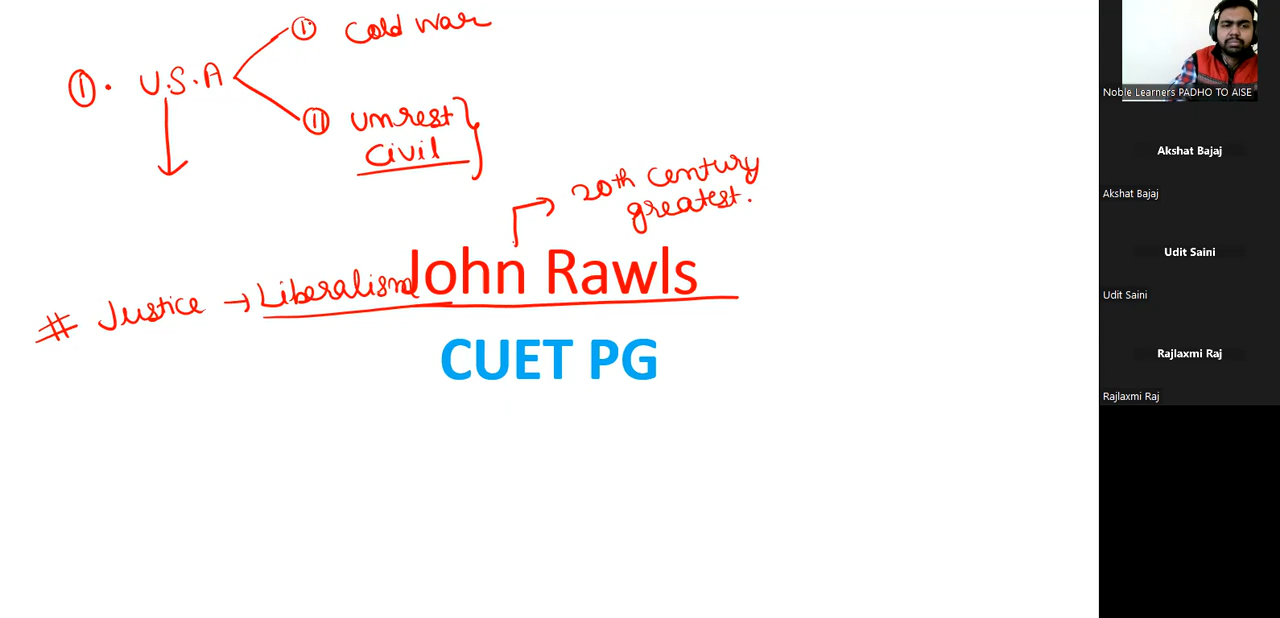 ① Cold War
①. U.S.A
② unrest
civil
20th century
greatest.
John Rawls
# Justice → Liberalism
CUET PG
Noble Learners PADHO TO AISE
Akshat Bajaj
Akshat Bajaj
Udit Saini
Udit Saini
Rajlaxmi Raj
Rajlaxmi Raj